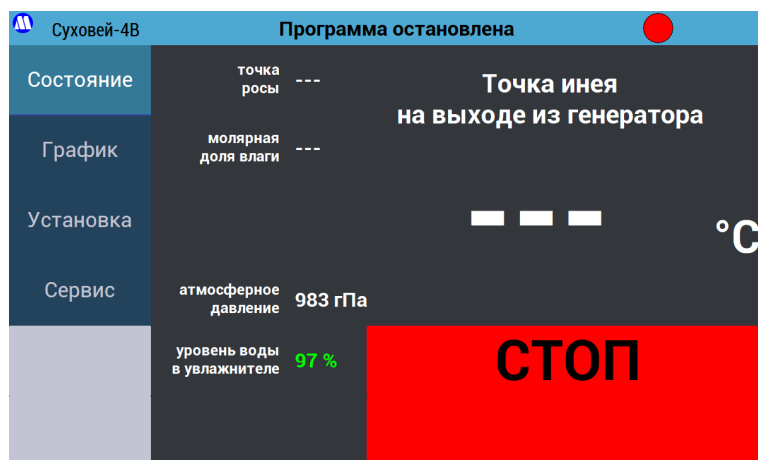 Суховей-4В
Программа остановлена
Состояние
График
Установка
Сервис
точка
росы
---
молярная
доля влаги
---
атмосферное
давление
983 гПа
уровень воды
в увлажнителе
97 %
Точка инея
на выходе из генератора
---
°C
СТОП